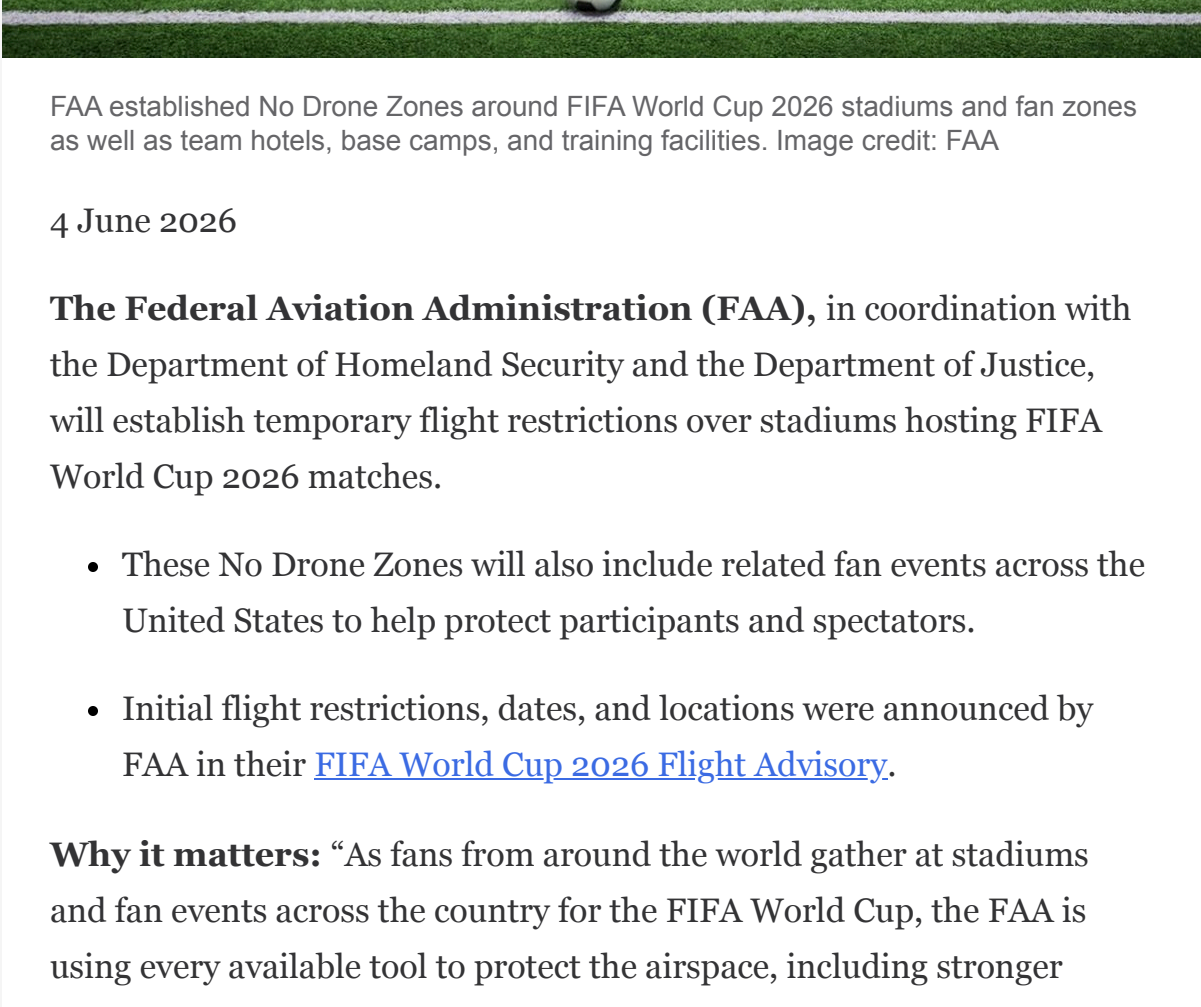 FAA established No Drone Zones around FIFA World Cup 2026 stadiums and fan zones
as well as team hotels, base camps, and training facilities. Image credit: FAA
4 June 2026
The Federal Aviation Administration (FAA), in coordination with
the Department of Homeland Security and the Department of Justice,
will establish temporary flight restrictions over stadiums hosting FIFA
World Cup 2026 matches.
• These No Drone Zones will also include related fan events across the
United States to help protect participants and spectators.
• Initial flight restrictions, dates, and locations were announced by
FAA in their FIFA World Cup 2026 Flight Advisory.
Why it matters: “As fans from around the world gather at stadiums
and fan events across the country for the FIFA World Cup, the FAA is
using every available tool to protect the airspace, including stronger